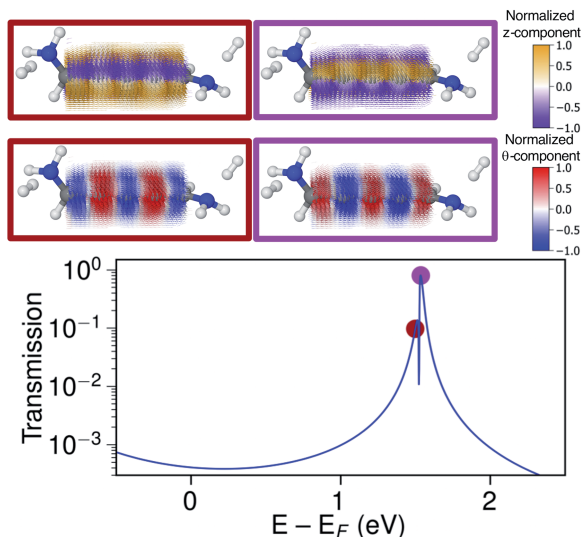 Normalized
z-component
1.0
0.5
0.0
−0.5
−1.0
Normalized
θ-component
1.0
0.5
0.0
−0.5
−1.0
Transmission
10⁰
10⁻¹
10⁻²
10⁻³
0
1
2
E − E_F (eV)